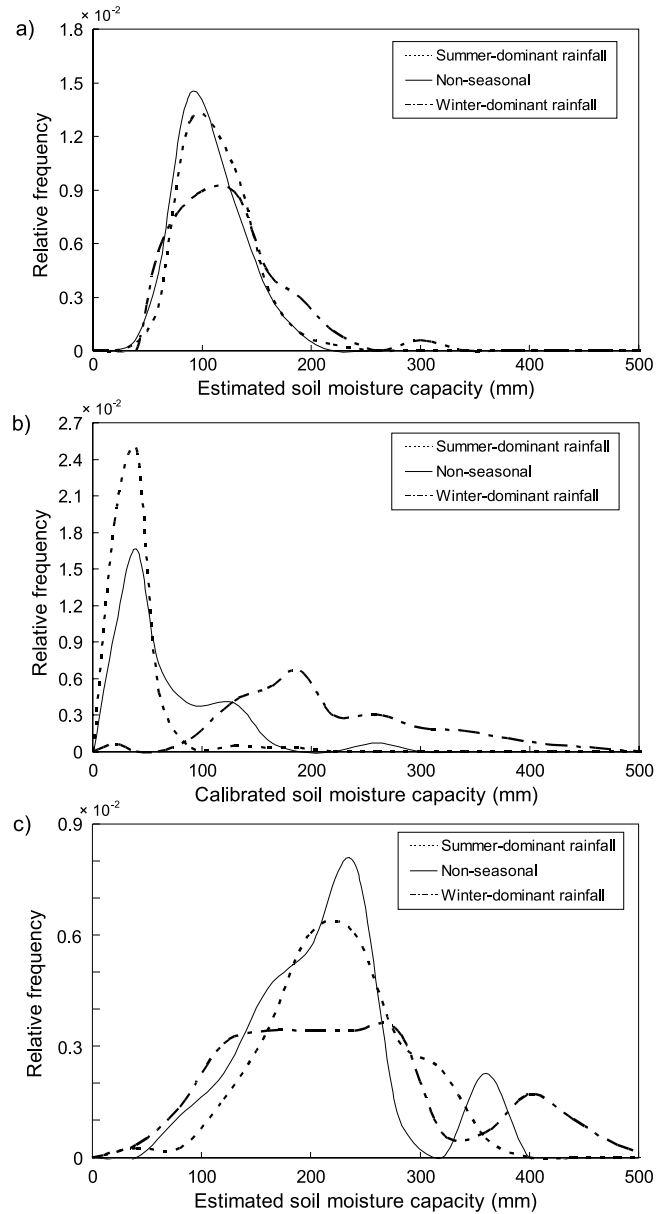 a)
× 10⁻²
1.8
1.5
1.2
0.9
0.6
0.3
0
Relative frequency
Summer-dominant rainfall
Non-seasonal
Winter-dominant rainfall
0 100 200 300 400 500
Estimated soil moisture capacity (mm)
b)
× 10⁻²
2.7
2.4
2.1
1.8
1.5
1.2
0.9
0.6
0.3
0
Relative frequency
Summer-dominant rainfall
Non-seasonal
Winter-dominant rainfall
0 100 200 300 400 500
Calibrated soil moisture capacity (mm)
c)
× 10⁻²
0.9
0.6
0.3
0
Relative frequency
Summer-dominant rainfall
Non-seasonal
Winter-dominant rainfall
0 100 200 300 400 500
Estimated soil moisture capacity (mm)